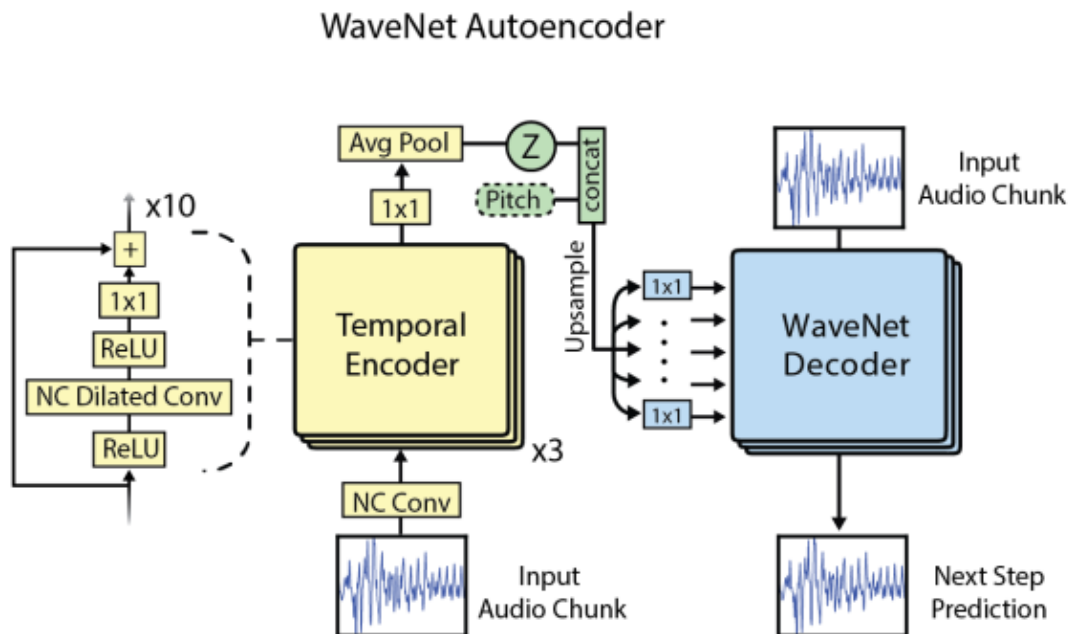 WaveNet Autoencoder
x10
+
1x1
ReLU
NC Dilated Conv
ReLU
Avg Pool
Z
concat
Pitch
1x1
Temporal
Encoder
x3
NC Conv
Input
Audio Chunk
Upsample
1x1
1x1
Input
Audio Chunk
WaveNet
Decoder
Next Step
Prediction